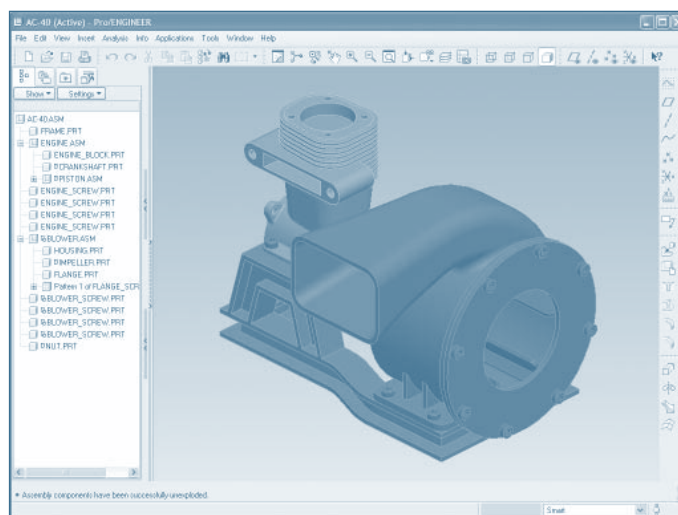 AC-40 (Active) - Pro/ENGINEER
File Edit View Insert Analysis Info Applications Tools Window Help
Show Settings
AC-40.ASM
FRAME.PRT
ENGINE.ASM
ENGINE_BLOCK.PRT
CRANKSHAFT.PRT
PISTON.ASM
ENGINE_SCREW.PRT
ENGINE_SCREW.PRT
ENGINE_SCREW.PRT
ENGINE_SCREW.PRT
BLOWER.ASM
HOUSING.PRT
IMPELLER.PRT
FLANGE.PRT
Pattern 1 of FLANGE_SCR
BLOWER_SCREW.PRT
BLOWER_SCREW.PRT
BLOWER_SCREW.PRT
BLOWER_SCREW.PRT
NUT.PRT
• Assembly components have been successfully unexploded.
Smart